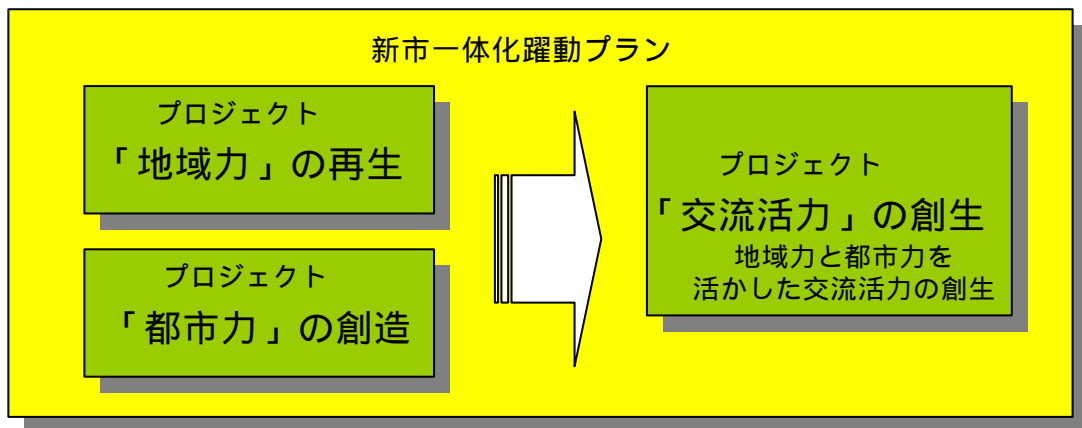 新市一体化躍動プラン
プロジェクト
「地域力」の再生
プロジェクト
「都市力」の創造
プロジェクト
「交流活力」の創生
地域力と都市力を
活かした交流活力の創生